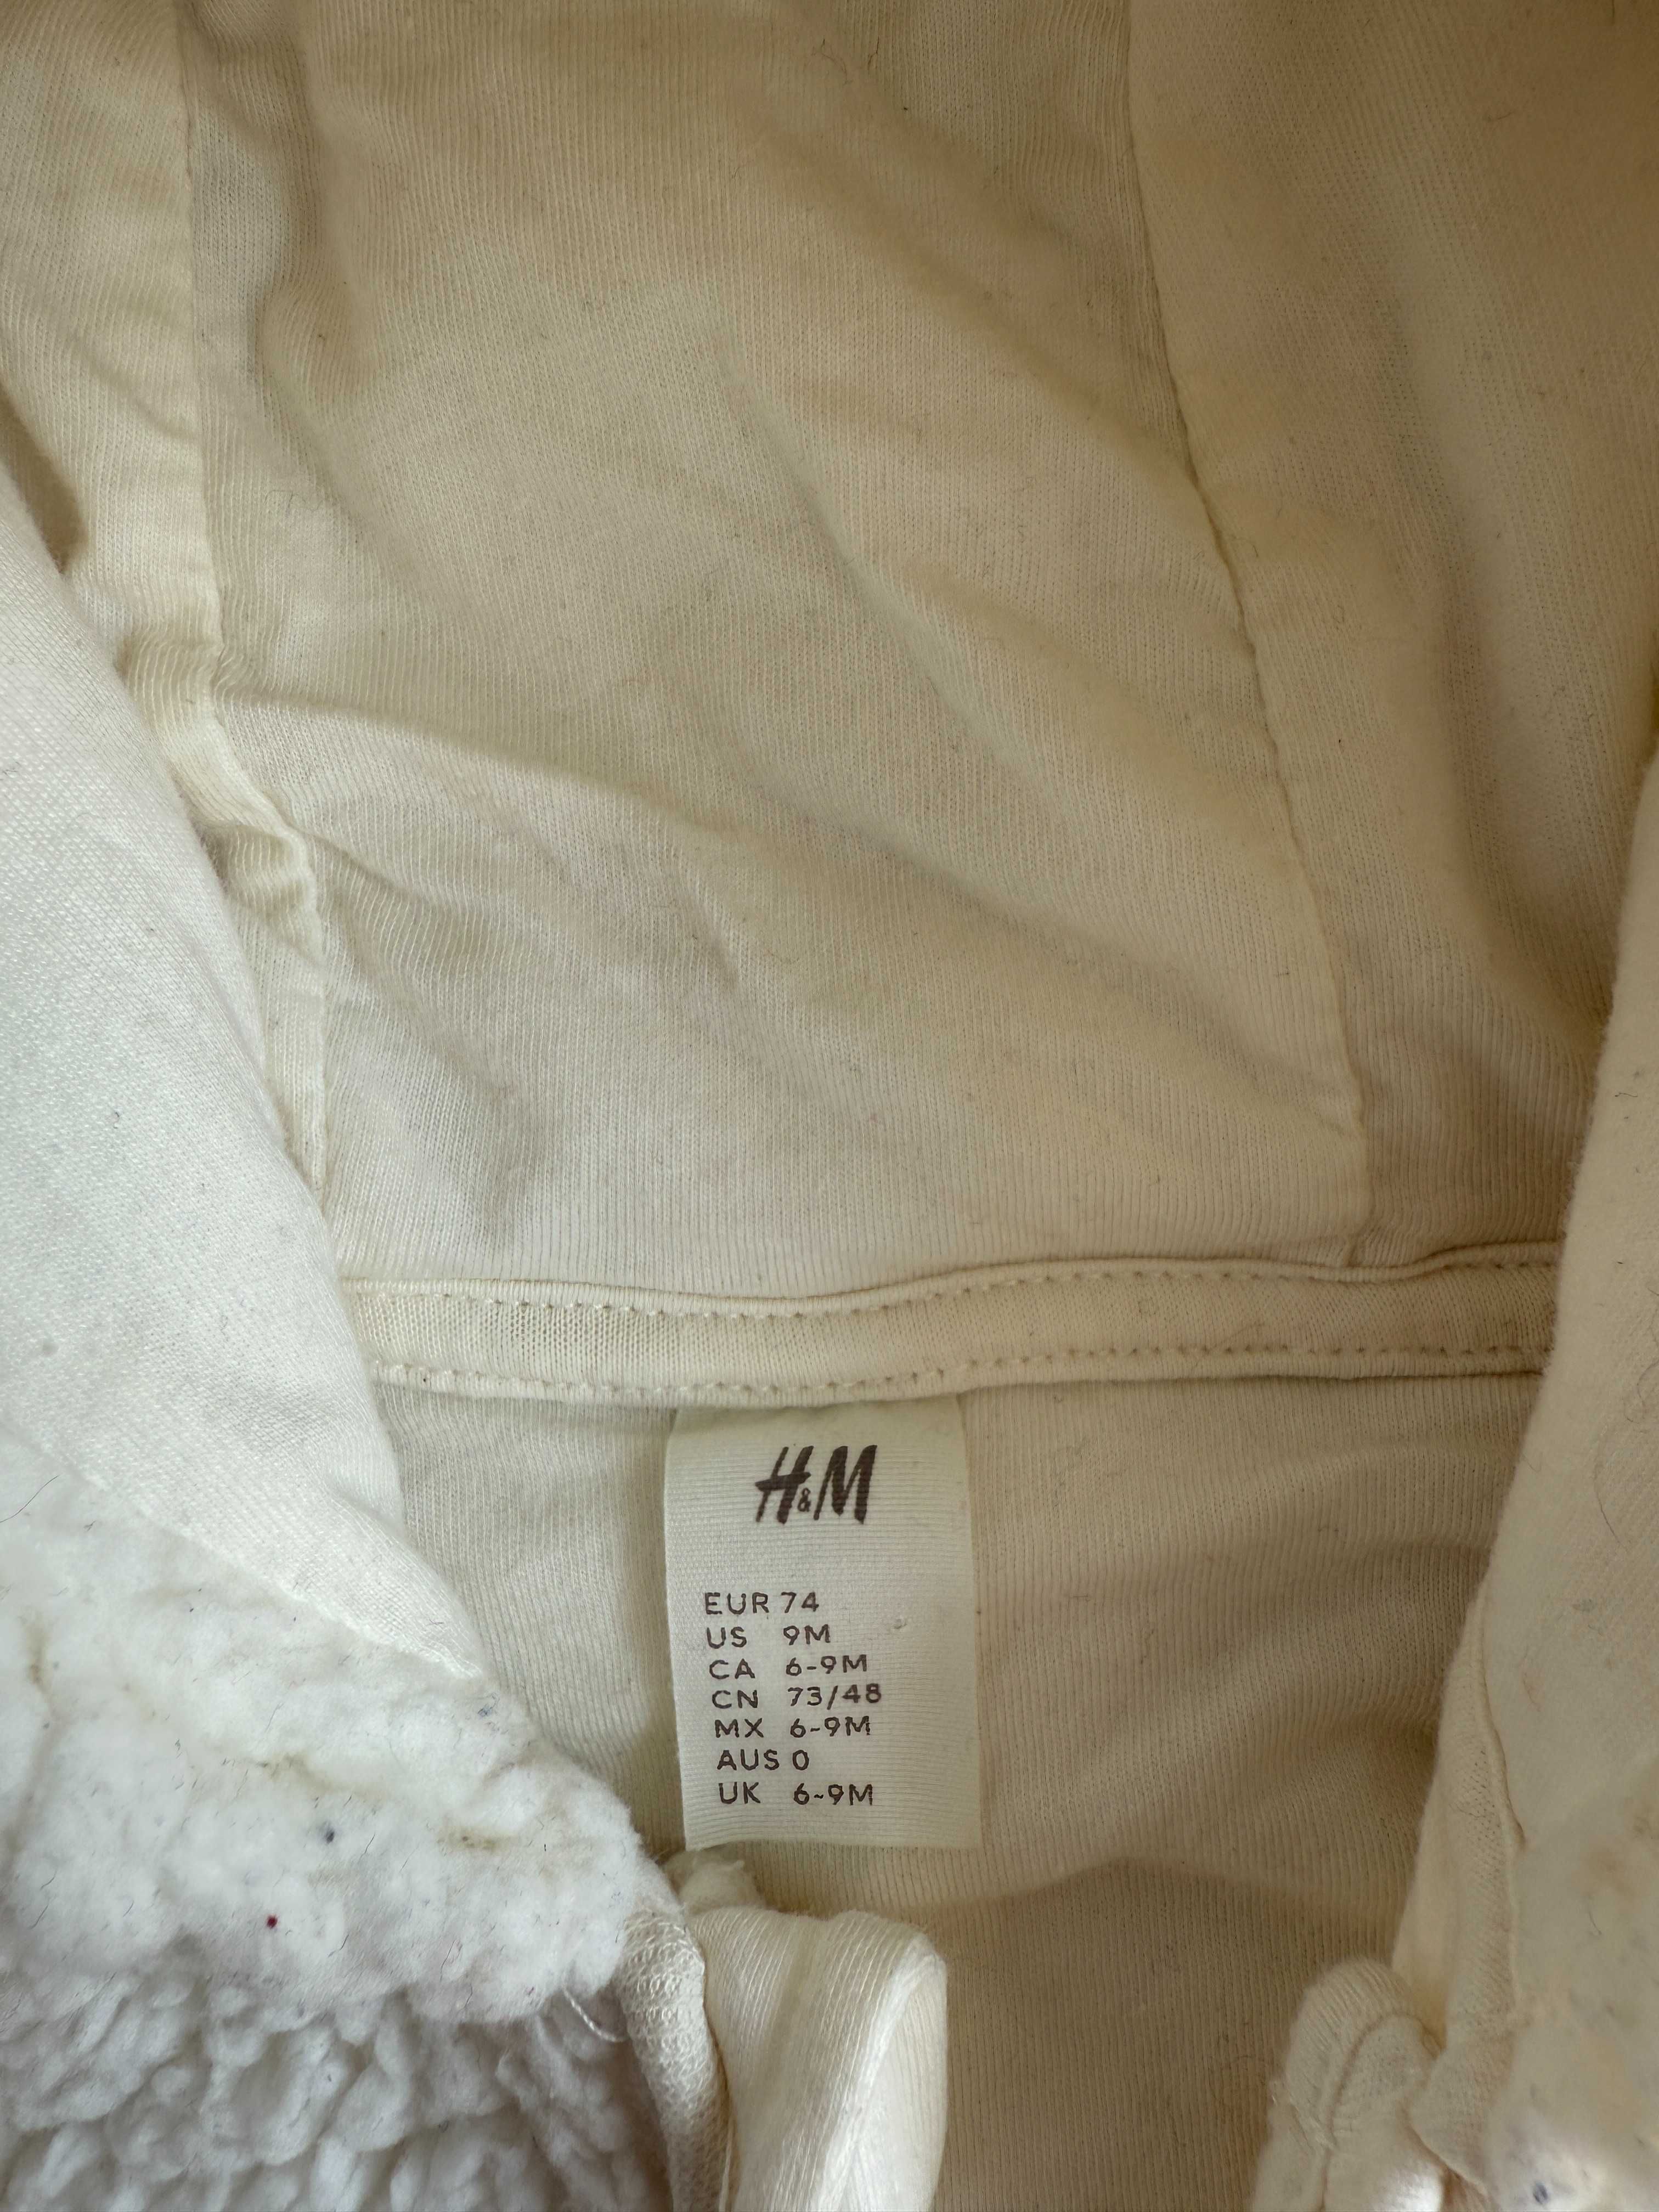 H&M
EUR 74
US 9M
CA 6-9M
CN 73/48
MX 6-9M
AUS 0
UK 6-9M